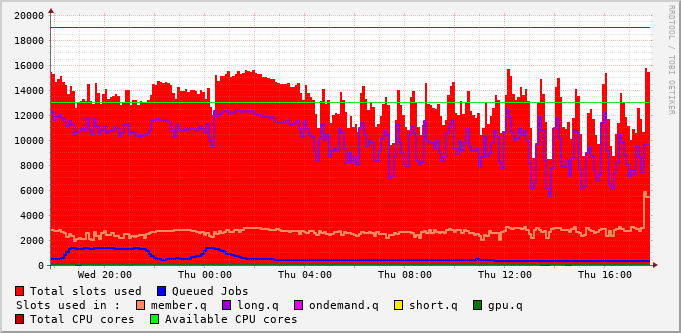 20000
18000
16000
14000
12000
10000
8000
6000
4000
2000
0
Wed 20:00 Thu 00:00 Thu 04:00 Thu 08:00 Thu 12:00 Thu 16:00
Total slots used Queued Jobs
Slots used in : member.q long.q ondemand.q short.q gpu.q
Total CPU cores Available CPU cores
RRDTOOL / TOBI OETIKER